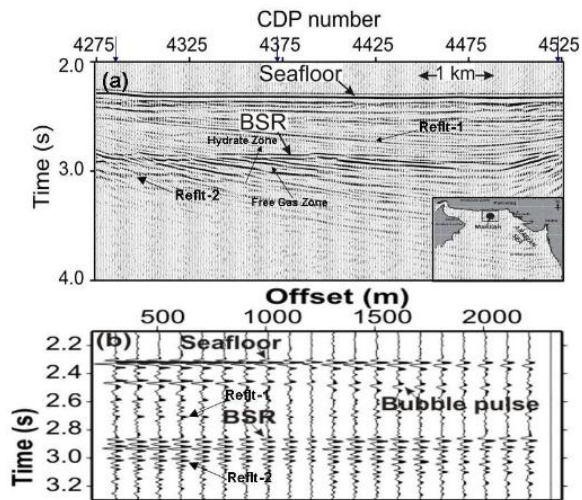 CDP number
4275 4325 4375 4425 4475 4525
2.0
(a)
Seafloor
1 km
BSR
Reflt-1
Hydrate Zone
3.0
Reflt-2
Free Gas Zone
4.0
Time (s)
Offset (m)
500 1000 1500 2000
(b)
2.2
Seafloor
2.4
Reflt-1
Bubble pulse
2.6
BSR
2.8
3.0
Reflt-2
3.2
Time (s)